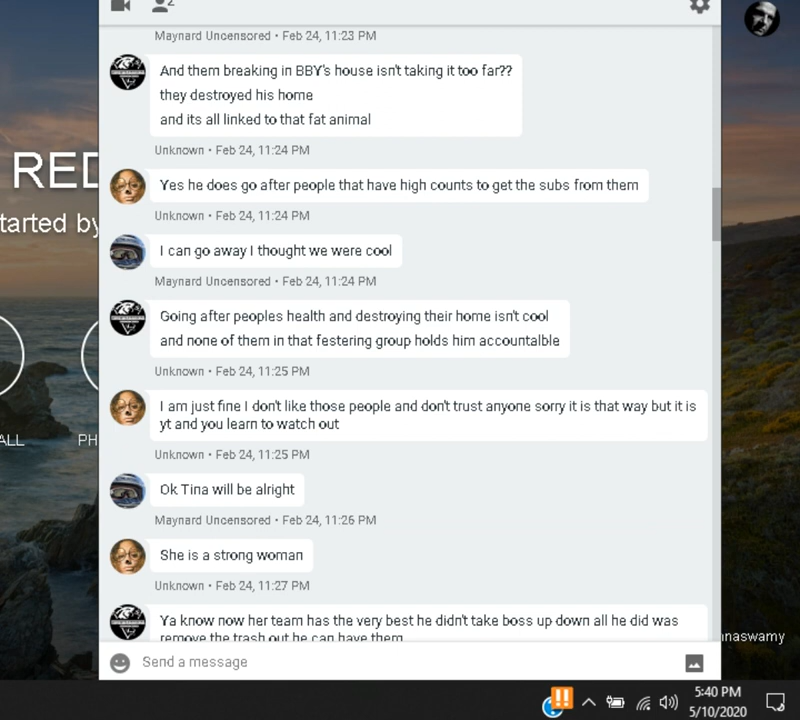 2
Maynard Uncensored • Feb 24, 11:23 PM
And them breaking in BBY's house isn't taking it too far??
they destroyed his home
and its all linked to that fat animal
Unknown • Feb 24, 11:24 PM
RED
tarted by
Yes he does go after people that have high counts to get the subs from them
Unknown • Feb 24, 11:24 PM
I can go away I thought we were cool
Maynard Uncensored • Feb 24, 11:24 PM
Going after peoples health and destroying their home isn't cool
and none of them in that festering group holds him accountalble
Unknown • Feb 24, 11:25 PM
I am just fine I don't like those people and don't trust anyone sorry it is that way but it is
yt and you learn to watch out
ALL
PH
Unknown • Feb 24, 11:25 PM
Ok Tina will be alright
Maynard Uncensored • Feb 24, 11:26 PM
She is a strong woman
Unknown • Feb 24, 11:27 PM
Ya know now her team has the very best he didn't take boss up down all he did was
remove the trash out he can have them
nnaswamy
Send a message
5:40 PM
5/10/2020